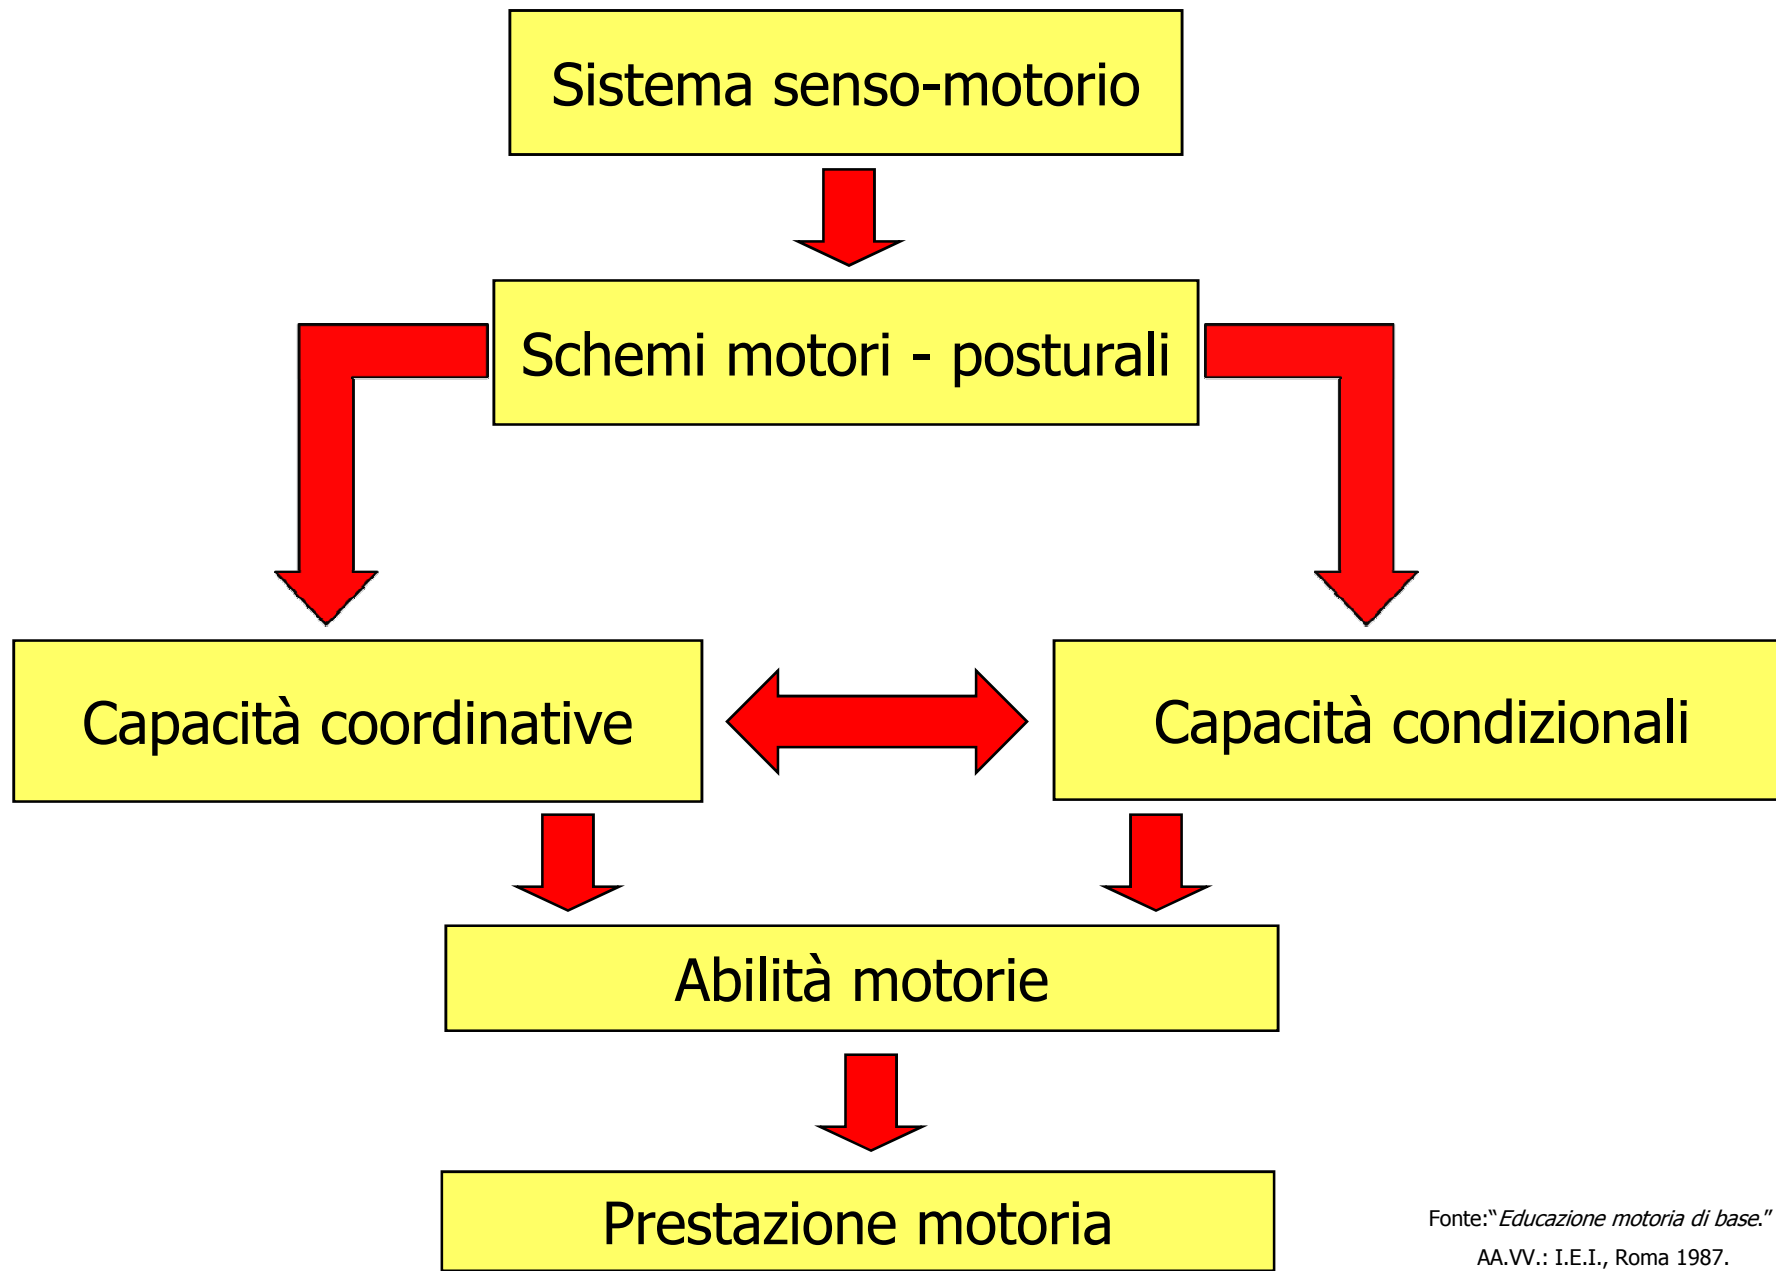 Sistema senso-motorio
Schemi motori - posturali
Capacità coordinative
Capacità condizionali
Abilità motorie
Prestazione motoria
Fonte:“Educazione motoria di base.”
AA.VV.: I.E.I., Roma 1987.